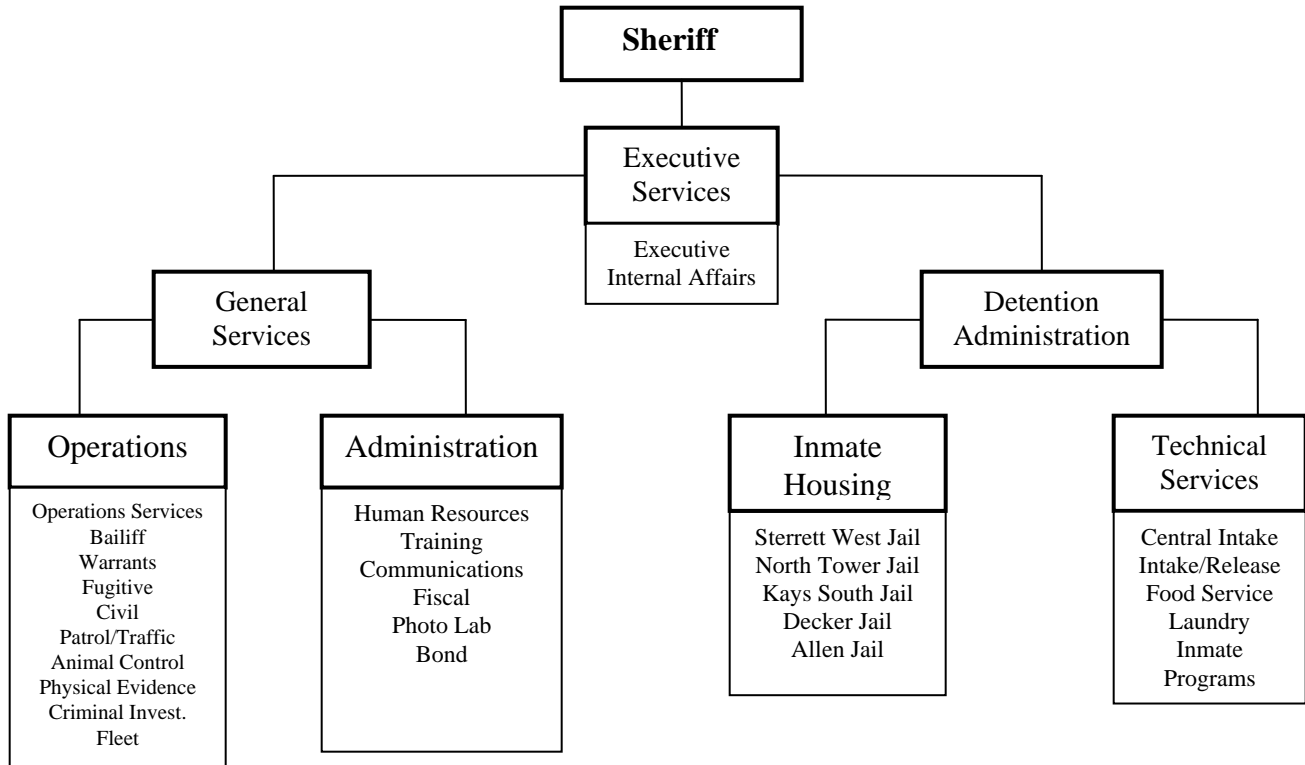 Sheriff
Executive
Services
Executive
Internal Affairs
General
Services
Detention
Administration
Operations
Operations Services
Bailiff
Warrants
Fugitive
Civil
Patrol/Traffic
Animal Control
Physical Evidence
Criminal Invest.
Fleet
Administration
Human Resources
Training
Communications
Fiscal
Photo Lab
Bond
Inmate
Housing
Sterrett West Jail
North Tower Jail
Kays South Jail
Decker Jail
Allen Jail
Technical
Services
Central Intake
Intake/Release
Food Service
Laundry
Inmate
Programs